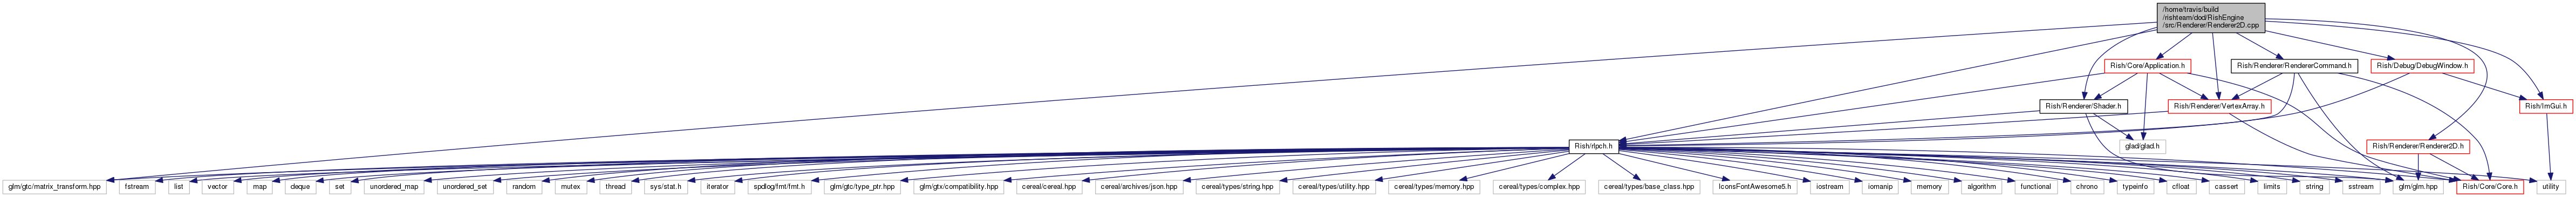 /home/travis/build
/rishteam/dod/RishEngine
/src/Renderer/Renderer2D.cpp
Rish/Core/Application.h
Rish/Renderer/RendererCommand.h
Rish/Debug/DebugWindow.h
Rish/Renderer/Shader.h
Rish/Renderer/VertexArray.h
Rish/ImGui.h
Rish/rlpch.h
glad/glad.h
Rish/Renderer/Renderer2D.h
glm/gtc/matrix_transform.hpp
fstream
list
vector
map
deque
set
unordered_map
unordered_set
random
mutex
thread
sys/stat.h
iterator
spdlog/fmt/fmt.h
glm/gtc/type_ptr.hpp
glm/gtx/compatibility.hpp
cereal/cereal.hpp
cereal/archives/json.hpp
cereal/types/string.hpp
cereal/types/utility.hpp
cereal/types/memory.hpp
cereal/types/complex.hpp
cereal/types/base_class.hpp
IconsFontAwesome5.h
iostream
iomanip
memory
algorithm
functional
chrono
typeinfo
cfloat
cassert
limits
string
sstream
glm/glm.hpp
Rish/Core/Core.h
utility